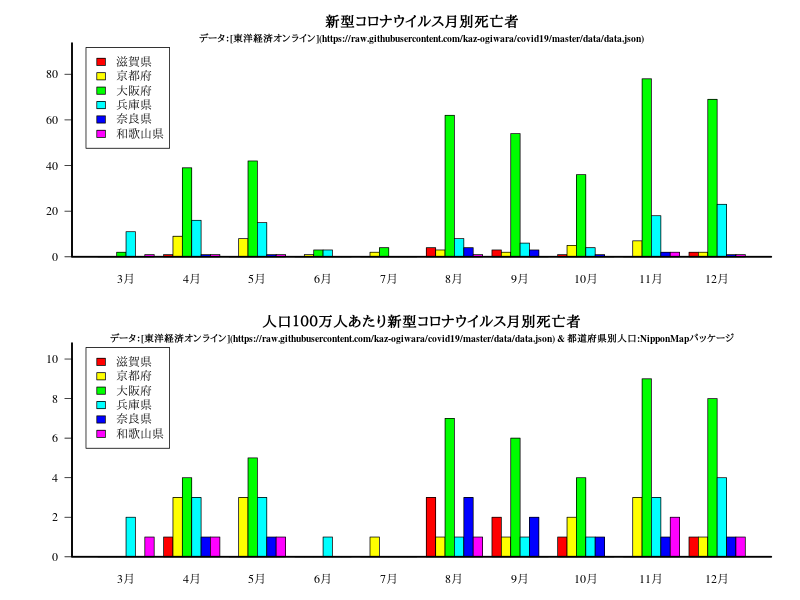 新型コロナウイルス月別死亡者
データ:[東洋経済オンライン](https://raw.githubusercontent.com/kaz-ogiwara/covid19/master/data/data.json)
滋賀県
京都府
大阪府
兵庫県
奈良県
和歌山県
80
60
40
20
0
3月 4月 5月 6月 7月 8月 9月 10月 11月 12月
人口100万人あたり新型コロナウイルス月別死亡者
データ:[東洋経済オンライン](https://raw.githubusercontent.com/kaz-ogiwara/covid19/master/data/data.json) & 都道府県別人口:NipponMapパッケージ
滋賀県
京都府
大阪府
兵庫県
奈良県
和歌山県
10
8
6
4
2
0
3月 4月 5月 6月 7月 8月 9月 10月 11月 12月